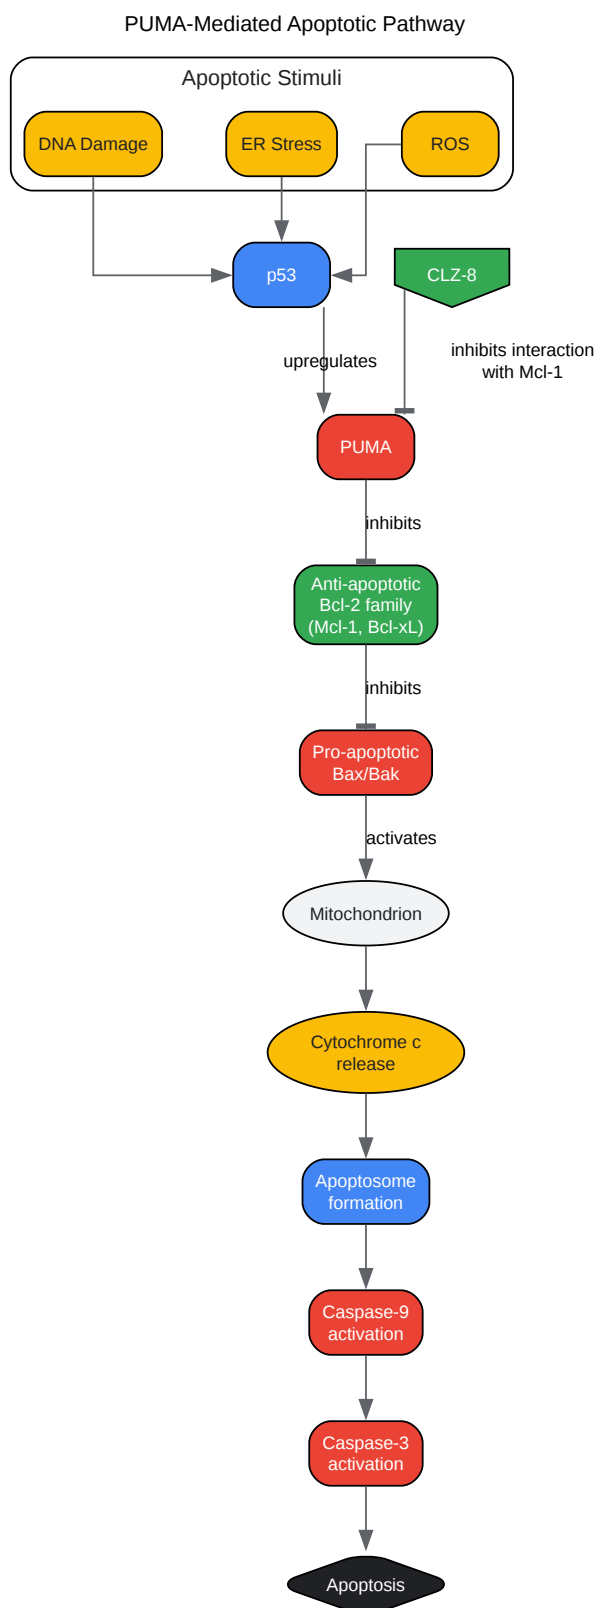 PUMA-Mediated Apoptotic Pathway
Apoptotic Stimuli
DNA Damage
ER Stress
ROS
p53
CLZ-8
upregulates
inhibits interaction
with Mcl-1
PUMA
inhibits
Anti-apoptotic
Bcl-2 family
(Mcl-1, Bcl-xL)
inhibits
Pro-apoptotic
Bax/Bak
activates
Mitochondrion
Cytochrome c
release
Apoptosome
formation
Caspase-9
activation
Caspase-3
activation
Apoptosis